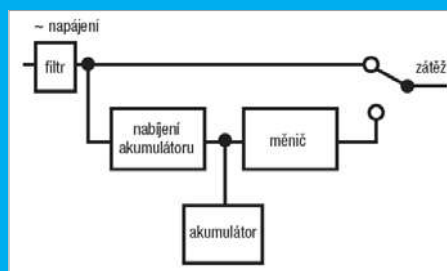 ~ napájení
filtr
zátěž
nabíjení
akumulátoru
měnič
akumulátor